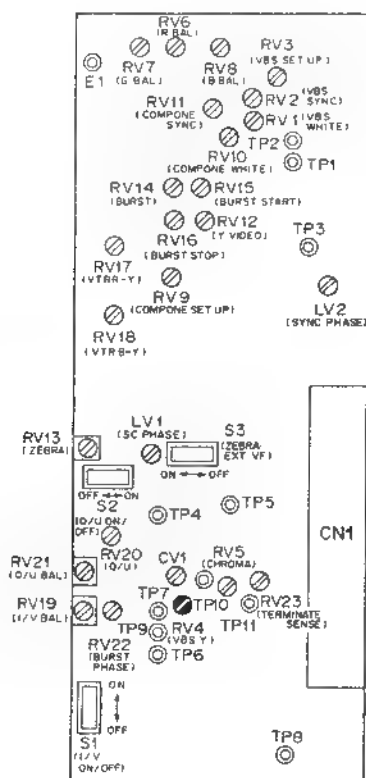 RV6
(R BAL)
RV7
(G BAL)
RV8
(B BAL)
RV3
(VBS SET UP)
E1
RV2 (VBS SYNC)
RV11
(COMPONE SYNC)
RV1 (VBS WHITE)
TP2
RV10
(COMPONE WHITE)
TP1
RV14
(BURST)
RV15
(BURST START)
RV16
(BURST STOP)
RV12
(Y VIDEO)
TP3
RV17
(VTRR-Y)
RV9
(COMPONE SET UP)
LV2
(SYNC PHASE)
RV18
(VTRB-Y)
RV13
(ZEBRA)
LV1
(SC PHASE)
S3
(ZEBRA
EXT VF)
ON ↔ OFF
OFF ↔ ON
S2
(Q/U ON/
OFF)
TP4
TP5
CN1
RV21
(Q/U BAL)
RV20
(Q/U)
CV1
RV5
(CHROMA)
RV19
(I/V BAL)
TP7
TP10
RV23
(TERMINATE
SENSE)
TP11
TP9
RV4
(VBS Y)
RV22
(BURST
PHASE)
TP6
ON
OFF
S1
(I/V
ON/OFF)
TP8